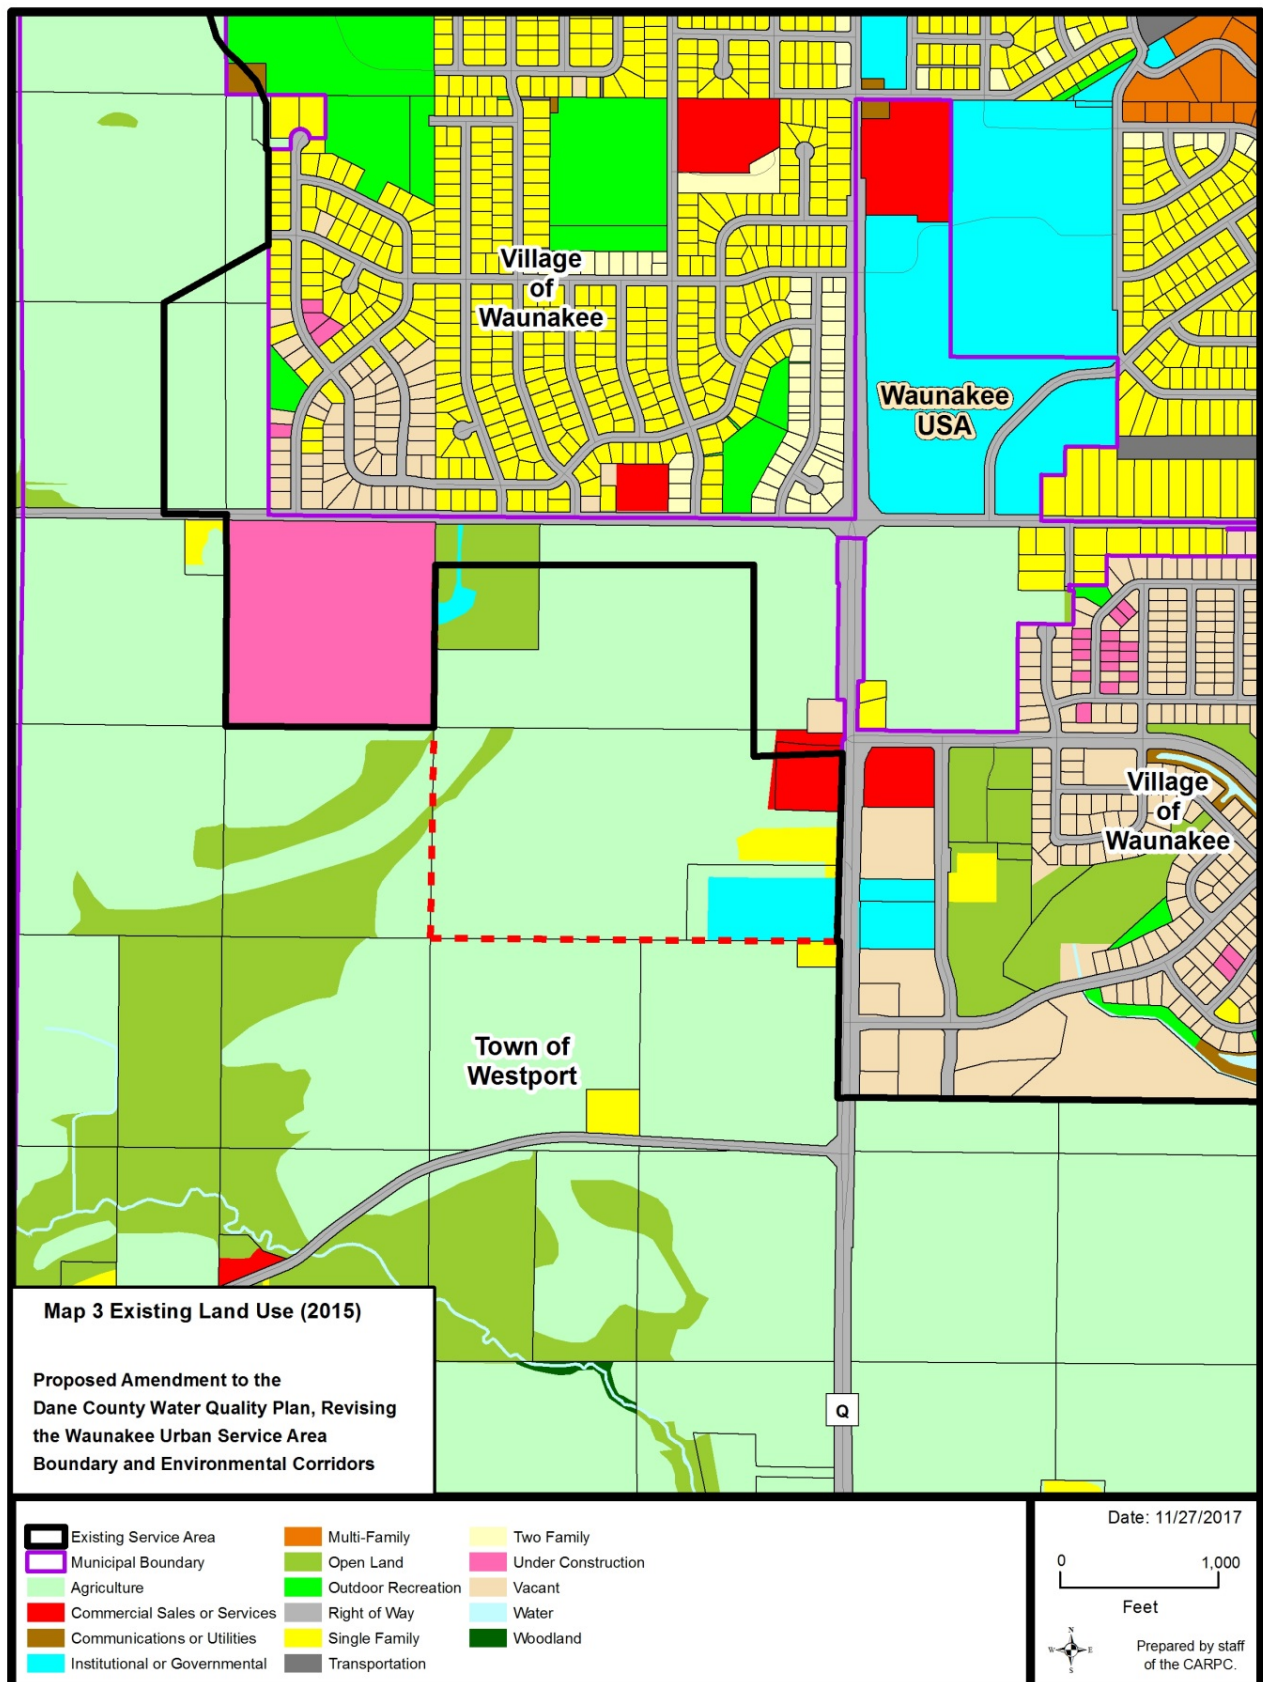 Village
of
Waunakee
Waunakee
USA
Village
of
Waunakee
Town of
Westport
Q
Map 3 Existing Land Use (2015)
Proposed Amendment to the
Dane County Water Quality Plan, Revising
the Waunakee Urban Service Area
Boundary and Environmental Corridors
Existing Service Area
Municipal Boundary
Agriculture
Commercial Sales or Services
Communications or Utilities
Institutional or Governmental
Multi-Family
Open Land
Outdoor Recreation
Right of Way
Single Family
Transportation
Two Family
Under Construction
Vacant
Water
Woodland
Date: 11/27/2017
0 1,000
Feet
N
W E
S
Prepared by staff
of the CARPC.